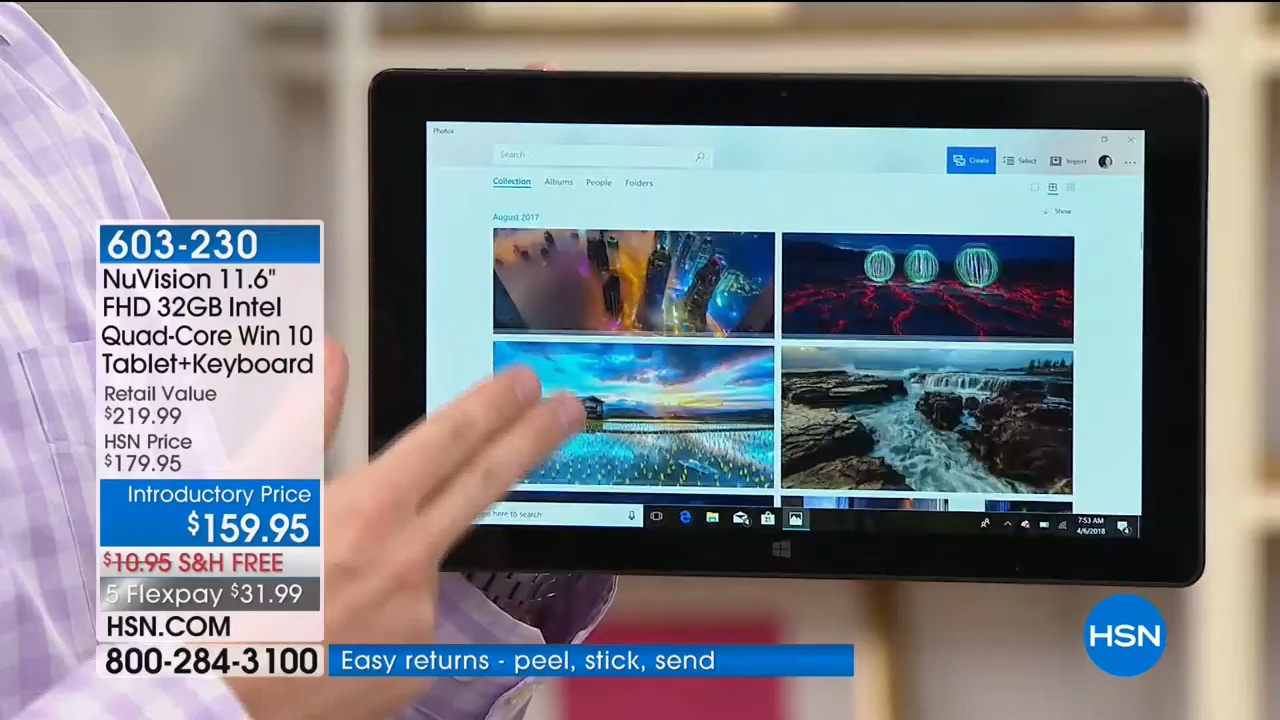 Photos
Search
Create
Select
Import
Collection
Albums
People
Folders
August 2017
Show
here to search
7:53 AM
4/6/2018
603-230
NuVision 11.6"
FHD 32GB Intel
Quad-Core Win 10
Tablet+Keyboard
Retail Value
$219.99
HSN Price
$179.95
Introductory Price
$159.95
$10.95 S&H FREE
5 Flexpay $31.99
HSN.COM
800-284-3100
Easy returns - peel, stick, send
HSN